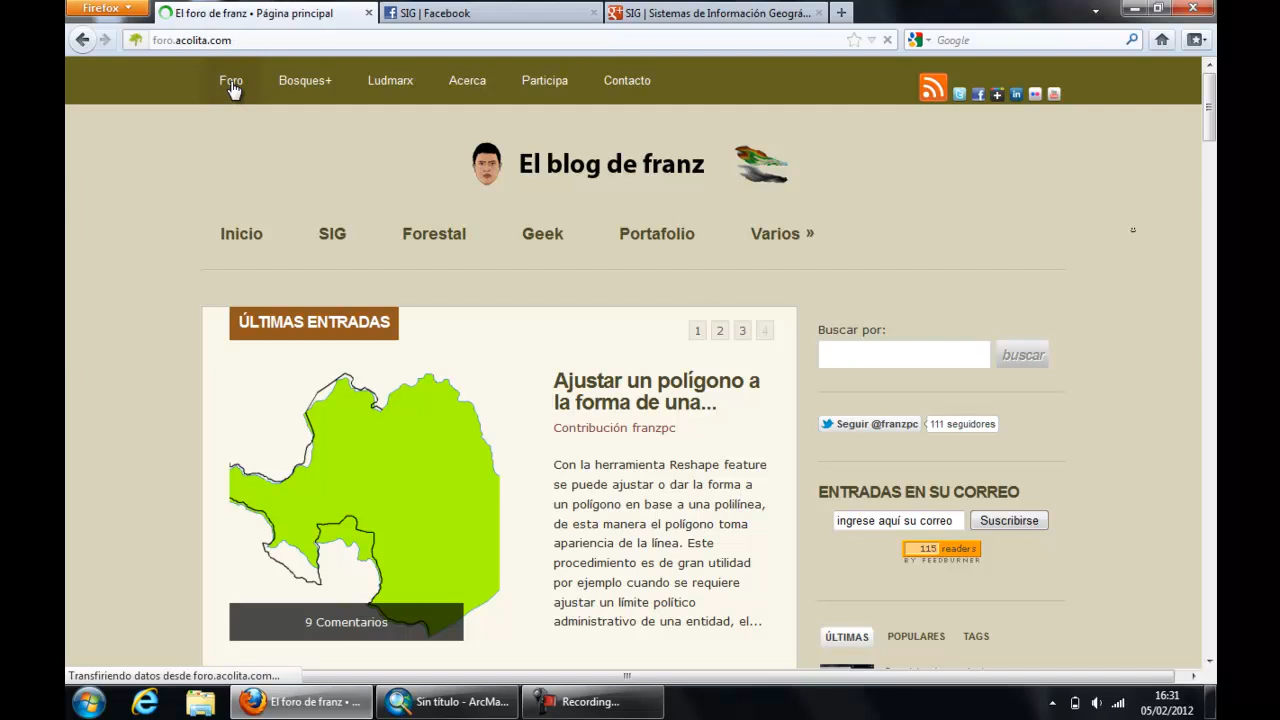 Firefox
El foro de franz • Página principal
SIG | Facebook
SIG | Sistemas de Información Geográ...
foro.acolita.com
Google
Foro
Bosques+
Ludmarx
Acerca
Participa
Contacto
El blog de franz
Inicio
SIG
Forestal
Geek
Portafolio
Varios »
ÚLTIMAS ENTRADAS
1 2 3 4
Ajustar un polígono a
la forma de una...
Contribución franzpc
Con la herramienta Reshape feature
se puede ajustar o dar la forma a
un polígono en base a una polilínea,
de esta manera el polígono toma
apariencia de la línea. Este
procedimiento es de gran utilidad
por ejemplo cuando se requiere
ajustar un límite político
administrativo de una entidad, el...
9 Comentarios
Buscar por:
buscar
Seguir @franzpc
111 seguidores
ENTRADAS EN SU CORREO
ingrese aquí su correo
Suscribirse
115 readers
BY FEEDBURNER
ÚLTIMAS
POPULARES
TAGS
Transfiriendo datos desde foro.acolita.com...
El foro de franz • ...
Sin título - ArcMa...
Recording...
16:31
05/02/2012